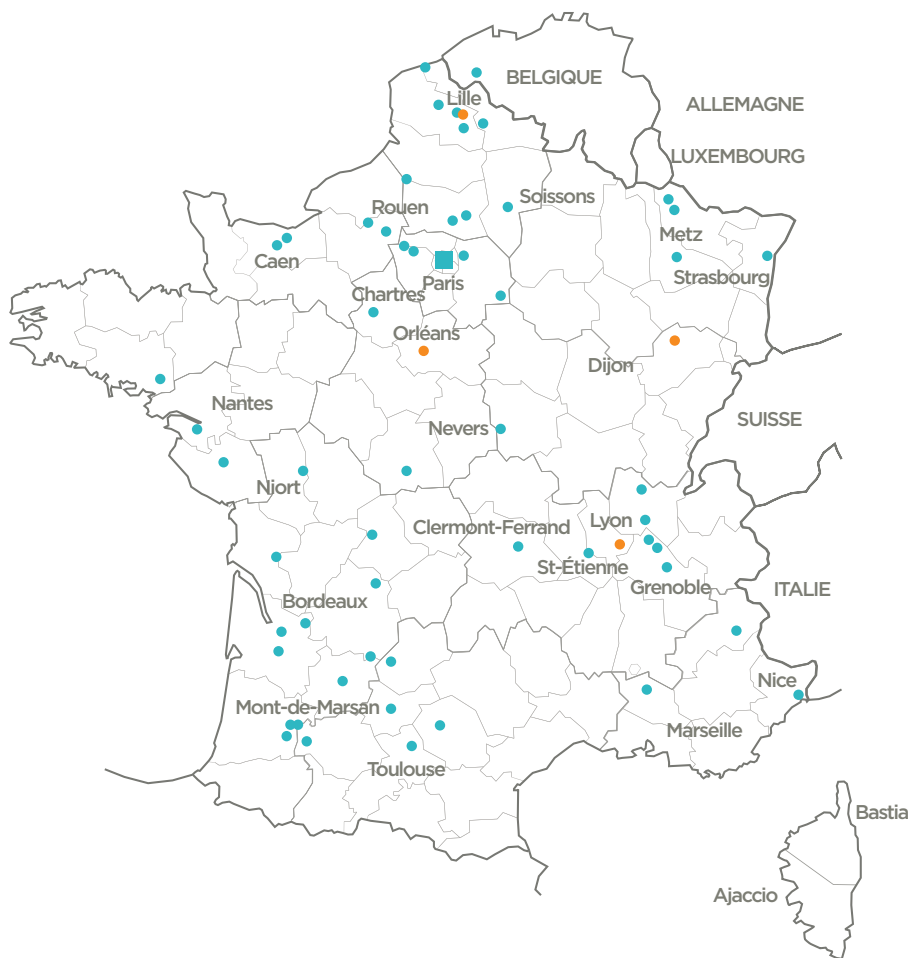 BELGIQUE
Lille
ALLEMAGNE
LUXEMBOURG
Soissons
Rouen
Metz
Caen
Strasbourg
Paris
Chartres
Orléans
Dijon
Nantes
SUISSE
Nevers
Niort
Clermont-Ferrand
Lyon
St-Étienne
Grenoble
ITALIE
Bordeaux
Nice
Mont-de-Marsan
Marseille
Toulouse
Bastia
Ajaccio